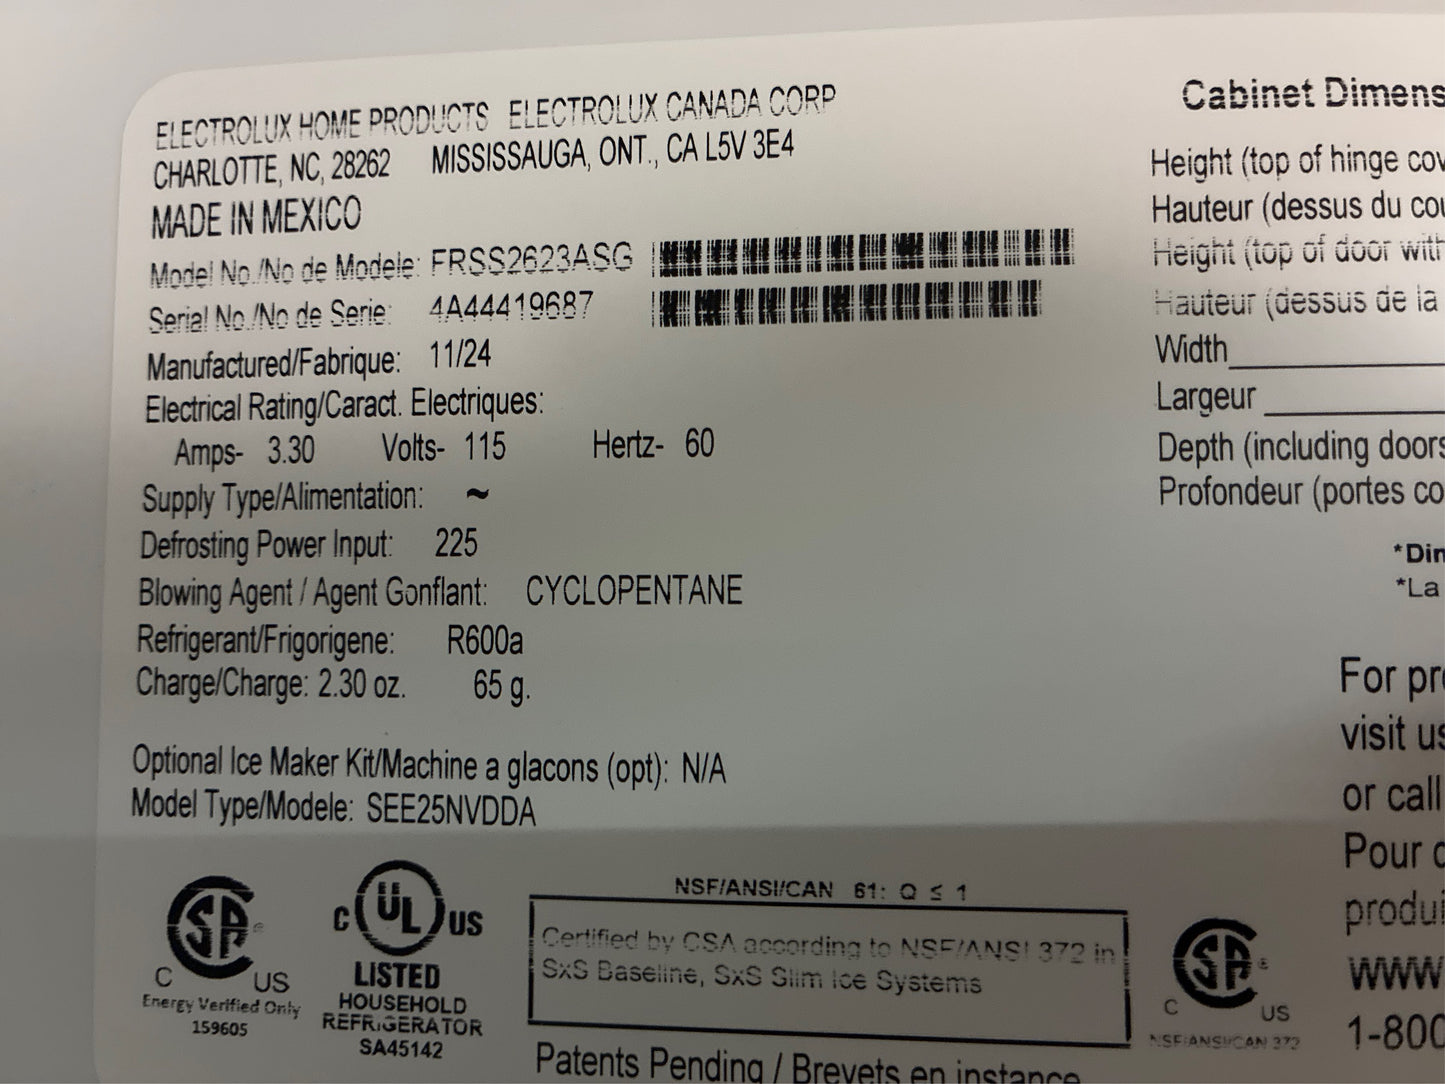 ELECTROLUX HOME PRODUCTS ELECTROLUX CANADA CORP
CHARLOTTE, NC, 28262 MISSISSAUGA, ONT., CA L5V 3E4
MADE IN MEXICO
Model No./No de Modele: FRSS2623ASG
Serial No./No de Serie: 4A44419687
Manufactured/Fabrique: 11/24
Electrical Rating/Caract. Electriques:
Amps- 3.30 Volts- 115 Hertz- 60
Supply Type/Alimentation: ~
Defrosting Power Input: 225
Blowing Agent / Agent Gonflant: CYCLOPENTANE
Refrigerant/Frigorigene: R600a
Charge/Charge: 2.30 oz. 65 g.
Optional Ice Maker Kit/Machine a glacons (opt): N/A
Model Type/Modele: SEE25NVDDA
SA®
C US
Energy Verified Only
159605
C UL US
LISTED
HOUSEHOLD
REFRIGERATOR
SA45142
NSF/ANSI/CAN 61: Q ≤ 1
Certified by CSA according to NSF/ANSI 372 in
SxS Baseline, SxS Slim Ice Systems
SA®
C US
NSF/ANSI/CAN 372
Patents Pending / Brevets en instance
Cabinet Dimens
Height (top of hinge cov
Hauteur (dessus du cou
Height (top of door with
Hauteur (dessus de la
Width
Largeur
Depth (including doors
Profondeur (portes co
*Din
*La
For pro
visit us
or call
Pour o
produi
www
1-800